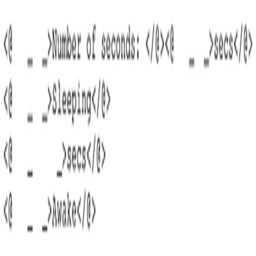 <@  _ _>Number of seconds: </@><@  _ _>secs</@>
<@  _ _>Sleeping</@>
<@  _  _>secs</@>
<@  _ _>Awake</@>